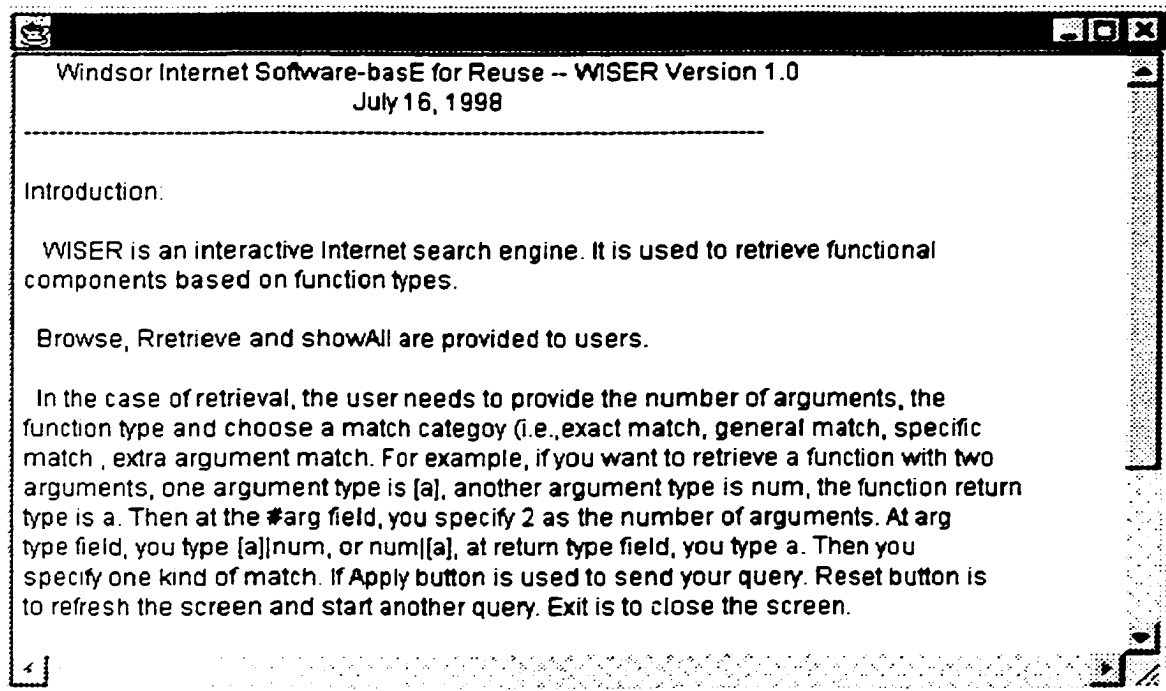 Windsor Internet Software-basE for Reuse -- WISER Version 1.0
July 16, 1998
--------------------------------------------------------------------------------
Introduction:
WISER is an interactive Internet search engine. It is used to retrieve functional
components based on function types.
Browse, Rretrieve and showAll are provided to users.
In the case of retrieval, the user needs to provide the number of arguments, the
function type and choose a match categoy (i.e.,exact match, general match, specific
match , extra argument match. For example, if you want to retrieve a function with two
arguments, one argument type is [a], another argument type is num, the function return
type is a. Then at the #arg field, you specify 2 as the number of arguments. At arg
type field, you type [a]|num, or num|[a], at return type field, you type a. Then you
specify one kind of match. If Apply button is used to send your query. Reset button is
to refresh the screen and start another query. Exit is to close the screen.